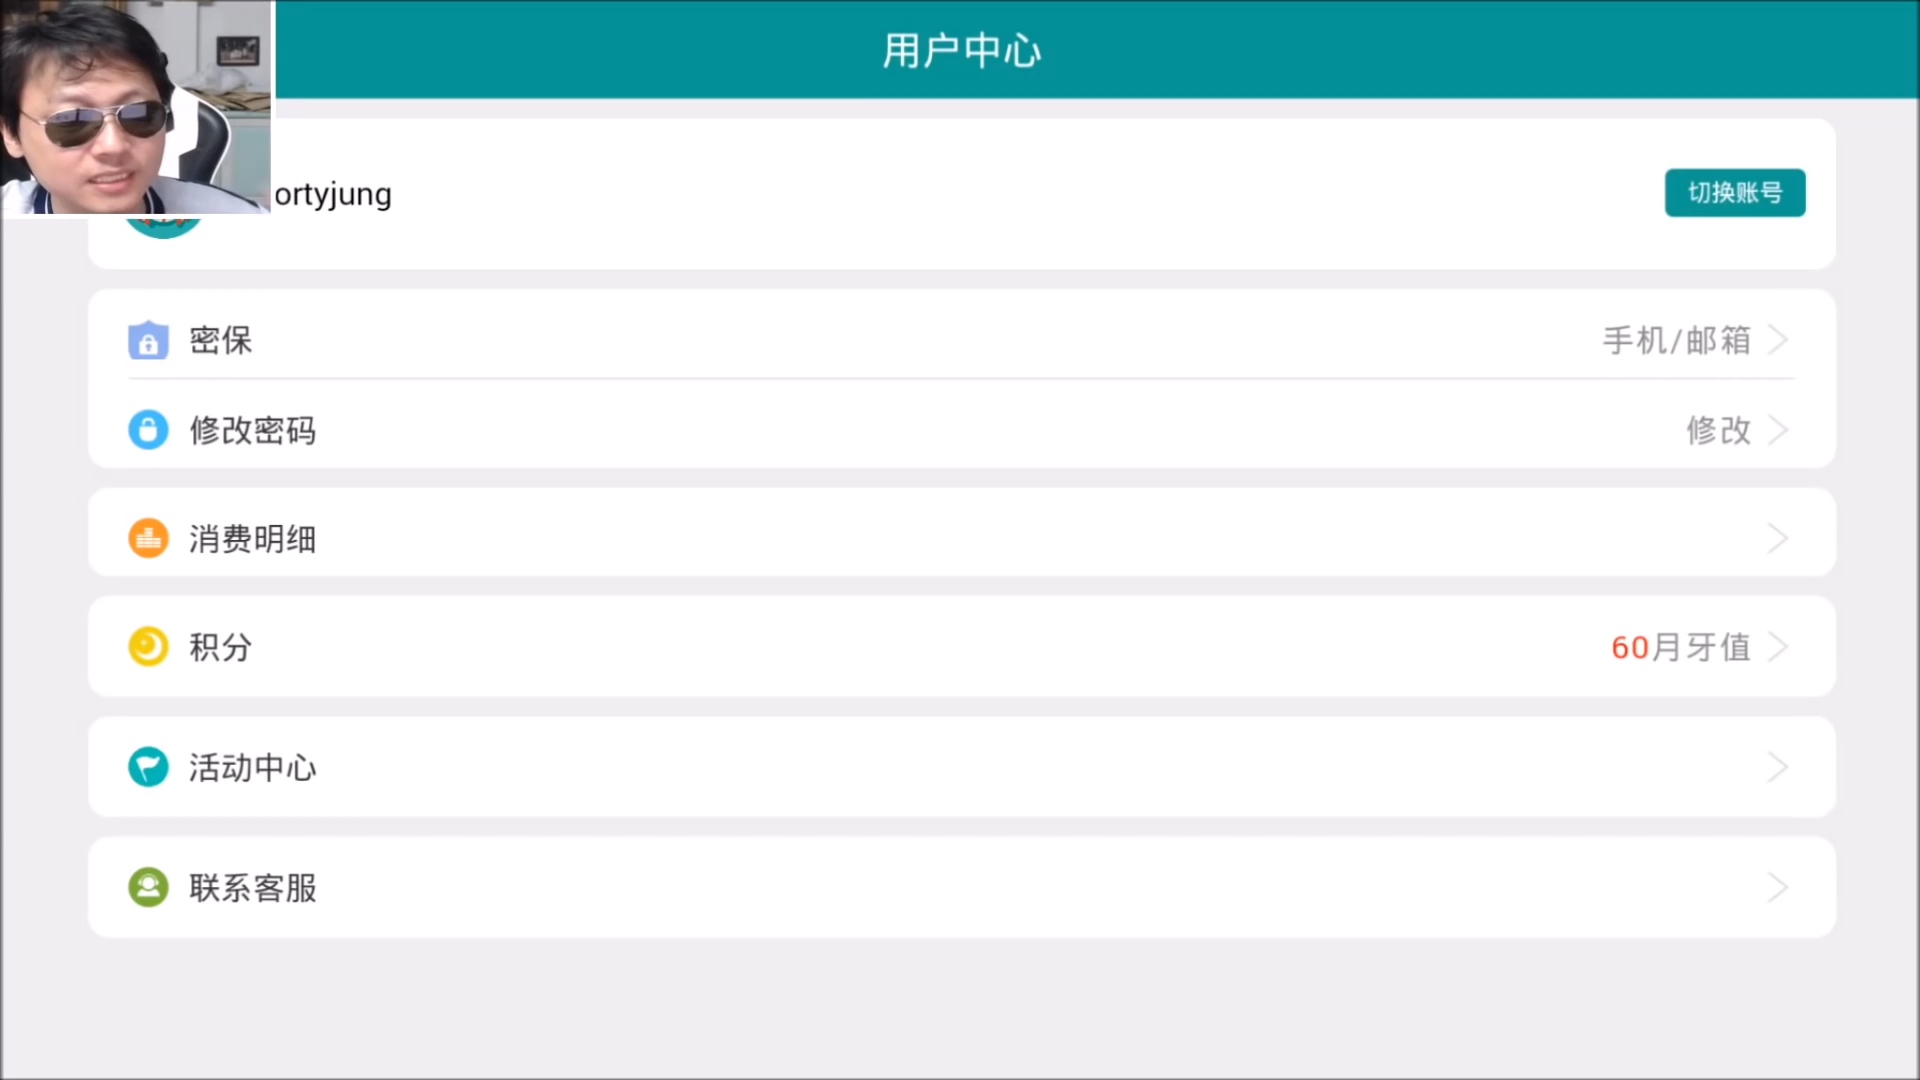 用户中心
ortyjung
切换账号
密保
手机/邮箱
修改密码
修改
消费明细
积分
60月牙值
活动中心
联系客服